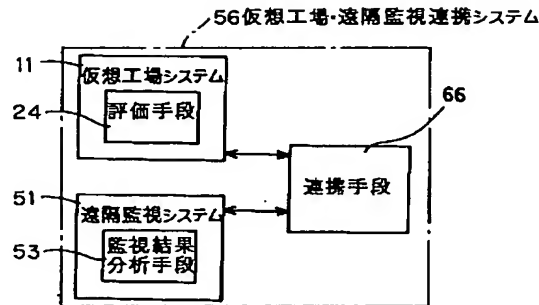 56仮想工場・遠隔監視連携システム
11
仮想工場システム
24
評価手段
66
連携手段
51
遠隔監視システム
53
監視結果
分析手段